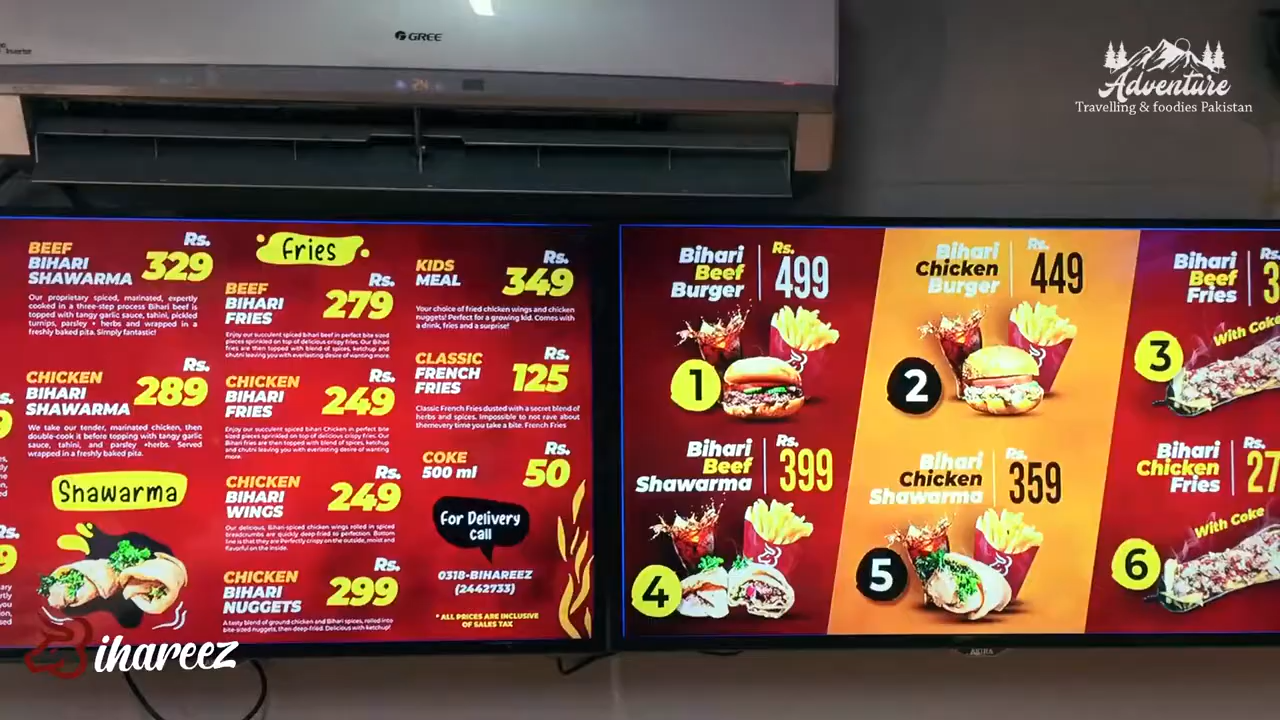 GREE
Inverter
24
Adventure
Travelling & foodies Pakistan
BEEF
BIHARI
SHAWARMA
Rs.
329
Our proprietary spiced, marinated, expertly
cooked in a three-step process Bihari beef is
topped with tangy garlic sauce, tahini, pickled
turnips, parsley + herbs and wrapped in a
freshly baked pita. Simply fantastic!
CHICKEN
BIHARI
SHAWARMA
Rs.
289
We take our tender, marinated chicken, then
double-cook it before topping with tangy garlic
sauce, tahini, and parsley +herbs. Served
wrapped in a freshly baked pita.
Shawarma
Fries
BEEF
BIHARI
FRIES
Rs.
279
Enjoy our succulent spiced bihari beef in perfect bite sized
pieces sprinkled on top of delicious crispy fries. Our Bihari
fries are then topped with blend of spices, ketchup and
chutni leaving you with everlasting desire of wanting more.
CHICKEN
BIHARI
FRIES
Rs.
249
Enjoy our succulent spiced bihari Chicken in perfect bite
sized pieces sprinkled on top of delicious crispy fries. Our
Bihari fries are then topped with blend of spices, ketchup
and chutni leaving you with everlasting desire of wanting
more.
CHICKEN
BIHARI
WINGS
Rs.
249
Our delicious, Bihari-spiced chicken wings rolled in spiced
breadcrumbs are quickly deep-fried to perfection. Bottom
line is that they are Perfectly crispy on the outside, moist and
flavorful on the inside.
CHICKEN
BIHARI
NUGGETS
Rs.
299
A tasty blend of ground chicken and Bihari spices, rolled into
bite-sized nuggets, then deep-fried. Delicious with ketchup!
KIDS
MEAL
Rs.
349
Your choice of fried chicken wings and chicken
nuggets! Perfect for a growing kid. Comes with
a drink, fries and a surprise!
CLASSIC
FRENCH
FRIES
Rs.
125
Classic French Fries dusted with a secret blend of
herbs and spices. Impossible to not rave about
themevery time you take a bite. French Fries
COKE
500 ml
Rs.
50
For Delivery
Call
0318-BIHAREEZ
(2442733)
* ALL PRICES ARE INCLUSIVE
OF SALES TAX
Bihari
Beef
Burger
Rs.
499
1
Bihari
Chicken
Burger
Rs.
449
2
Bihari
Beef
Fries
Rs.
3
3
With Coke
Bihari
Beef
Shawarma
Rs.
399
4
Bihari
Chicken
Shawarma
Rs.
359
5
Bihari
Chicken
Fries
Rs.
27
6
With Coke
Bihareez
AKIRA